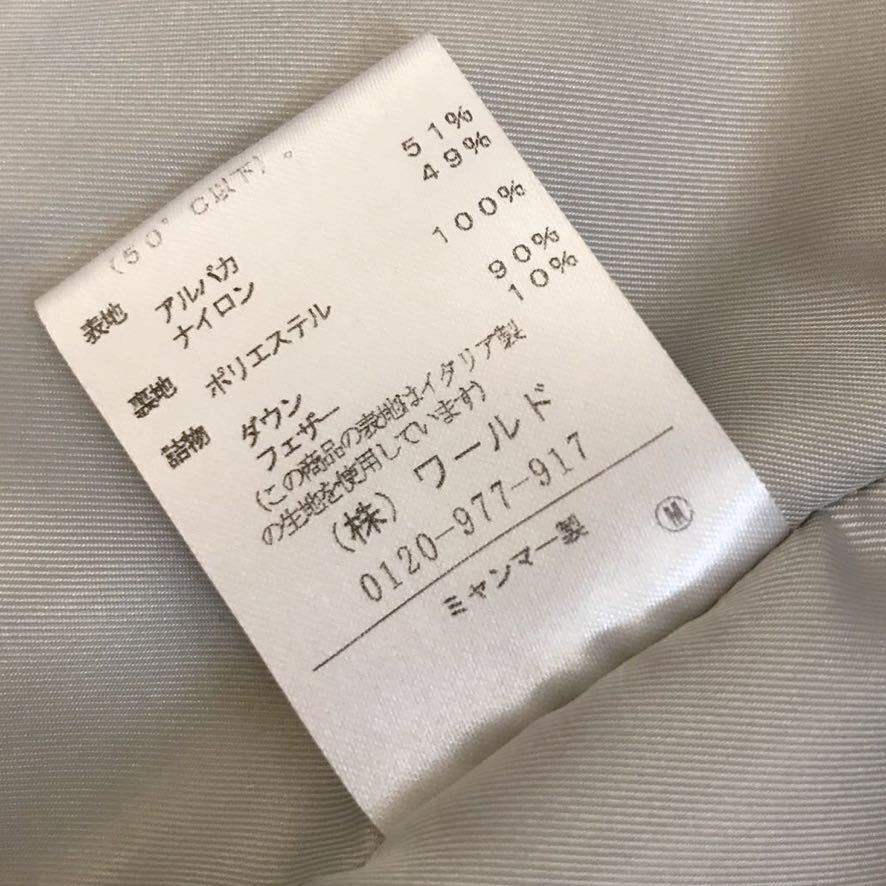 (50°C以下)。
表地 アルパカ 51%
ナイロン 49%
裏地 ポリエステル 100%
詰物 ダウン 90%
フェザー 10%
(この商品の表地はイタリア製
の生地を使用しています)
(株) ワールド
0120-977-917
ミャンマー製 M